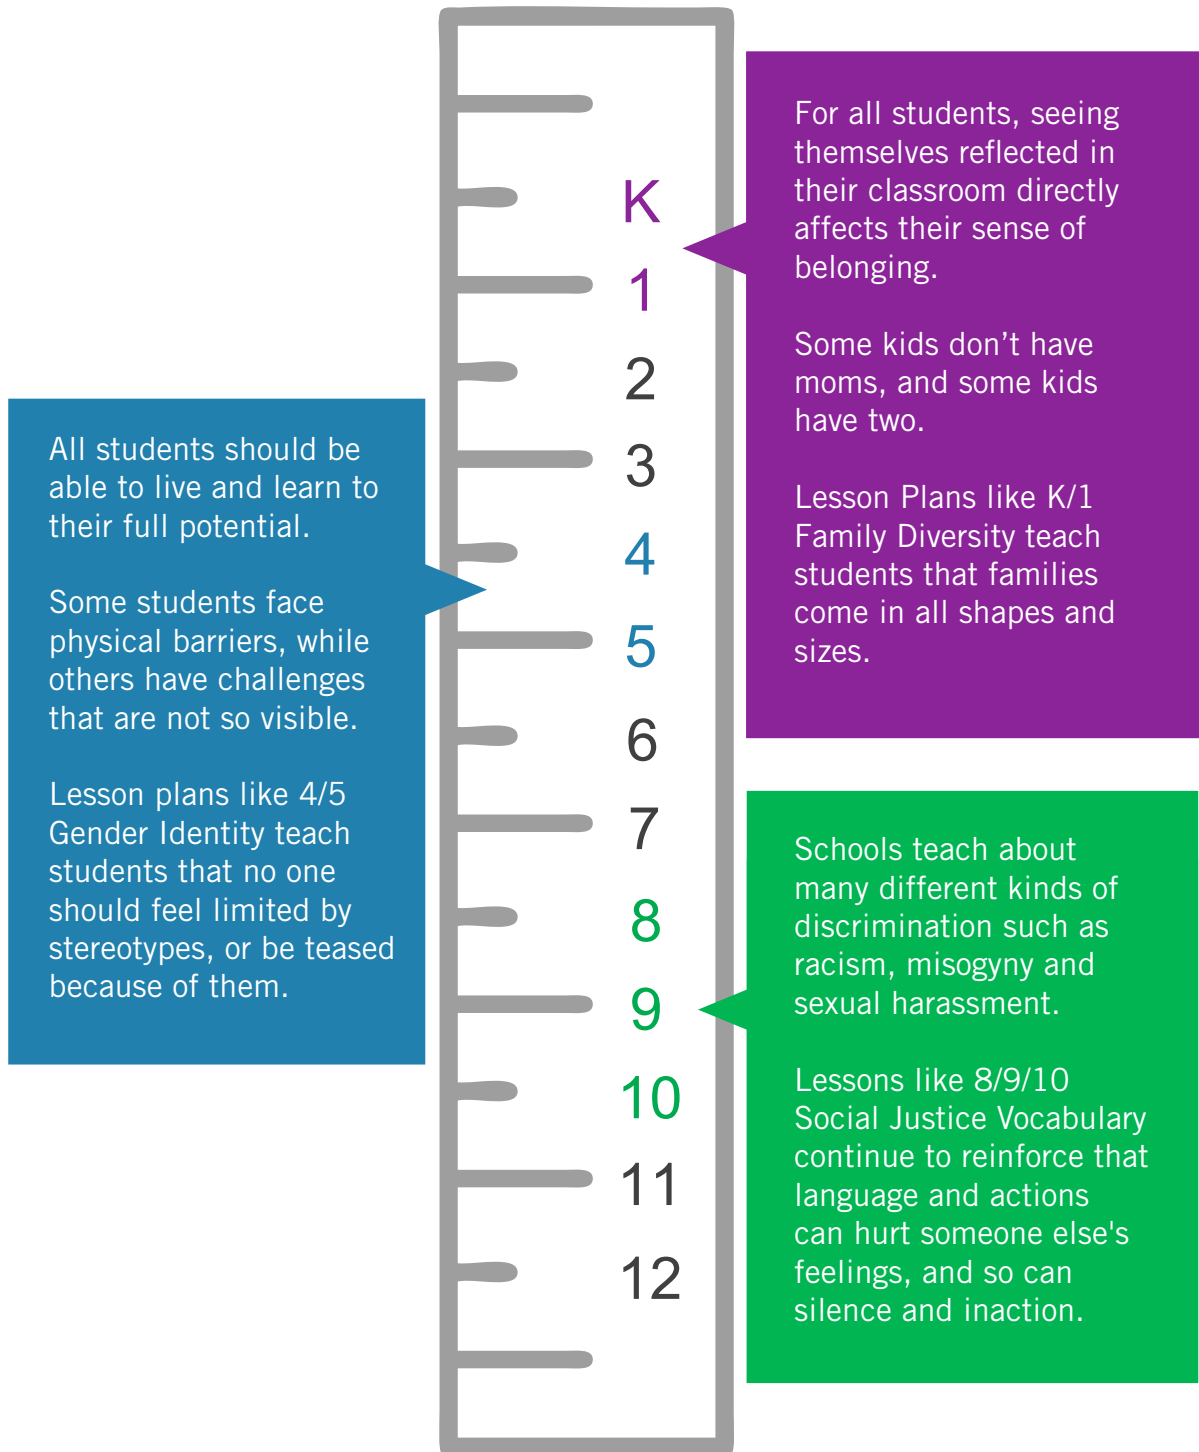 K
1
2
3
4
5
6
7
8
9
10
11
12
For all students, seeing
themselves reflected in
their classroom directly
affects their sense of
belonging.
Some kids don’t have
moms, and some kids
have two.
Lesson Plans like K/1
Family Diversity teach
students that families
come in all shapes and
sizes.
All students should be
able to live and learn to
their full potential.
Some students face
physical barriers, while
others have challenges
that are not so visible.
Lesson plans like 4/5
Gender Identity teach
students that no one
should feel limited by
stereotypes, or be teased
because of them.
Schools teach about
many different kinds of
discrimination such as
racism, misogyny and
sexual harassment.
Lessons like 8/9/10
Social Justice Vocabulary
continue to reinforce that
language and actions
can hurt someone else's
feelings, and so can
silence and inaction.